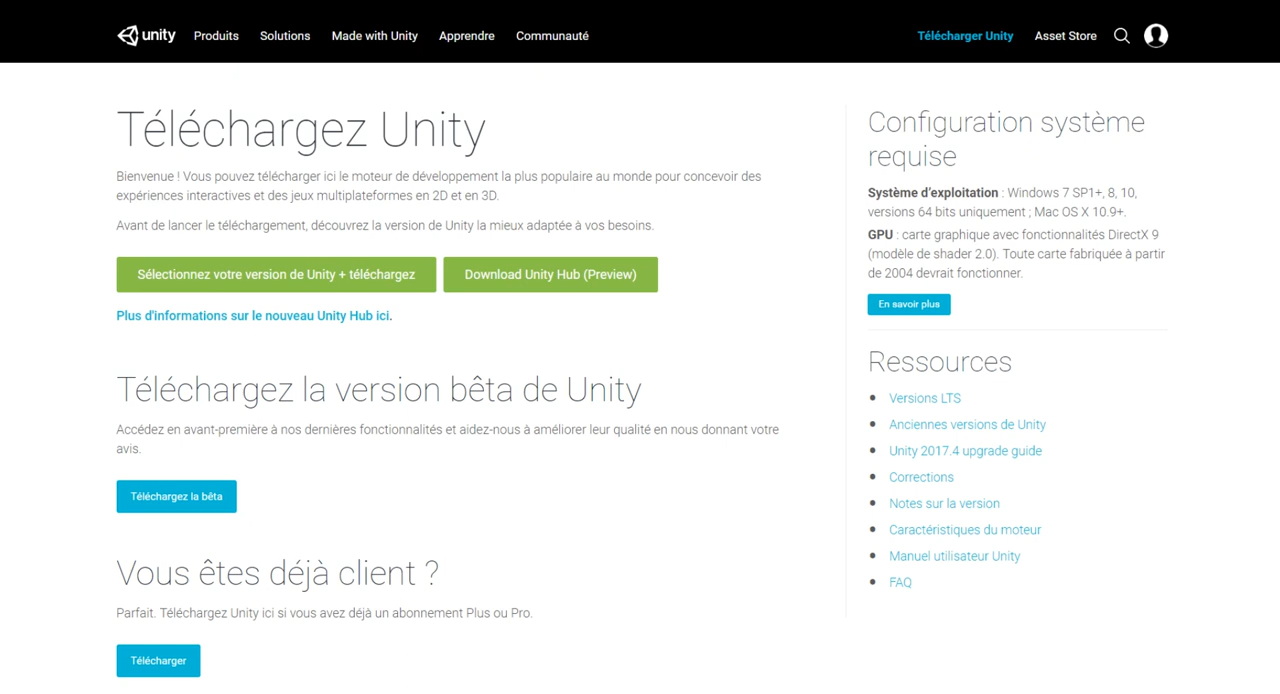 unity Produits Solutions Made with Unity Apprendre Communauté Télécharger Unity Asset Store
Téléchargez Unity
Bienvenue ! Vous pouvez télécharger ici le moteur de développement la plus populaire au monde pour concevoir des
expériences interactives et des jeux multiplateformes en 2D et en 3D.
Avant de lancer le téléchargement, découvrez la version de Unity la mieux adaptée à vos besoins.
Sélectionnez votre version de Unity + téléchargez
Download Unity Hub (Preview)
Plus d'informations sur le nouveau Unity Hub ici.
Téléchargez la version bêta de Unity
Accédez en avant-première à nos dernières fonctionnalités et aidez-nous à améliorer leur qualité en nous donnant votre
avis.
Téléchargez la bêta
Vous êtes déjà client ?
Parfait. Téléchargez Unity ici si vous avez déjà un abonnement Plus ou Pro.
Télécharger
Configuration système
requise
Système d’exploitation : Windows 7 SP1+, 8, 10,
versions 64 bits uniquement ; Mac OS X 10.9+.
GPU : carte graphique avec fonctionnalités DirectX 9
(modèle de shader 2.0). Toute carte fabriquée à partir
de 2004 devrait fonctionner.
En savoir plus
Ressources
Versions LTS
Anciennes versions de Unity
Unity 2017.4 upgrade guide
Corrections
Notes sur la version
Caractéristiques du moteur
Manuel utilisateur Unity
FAQ